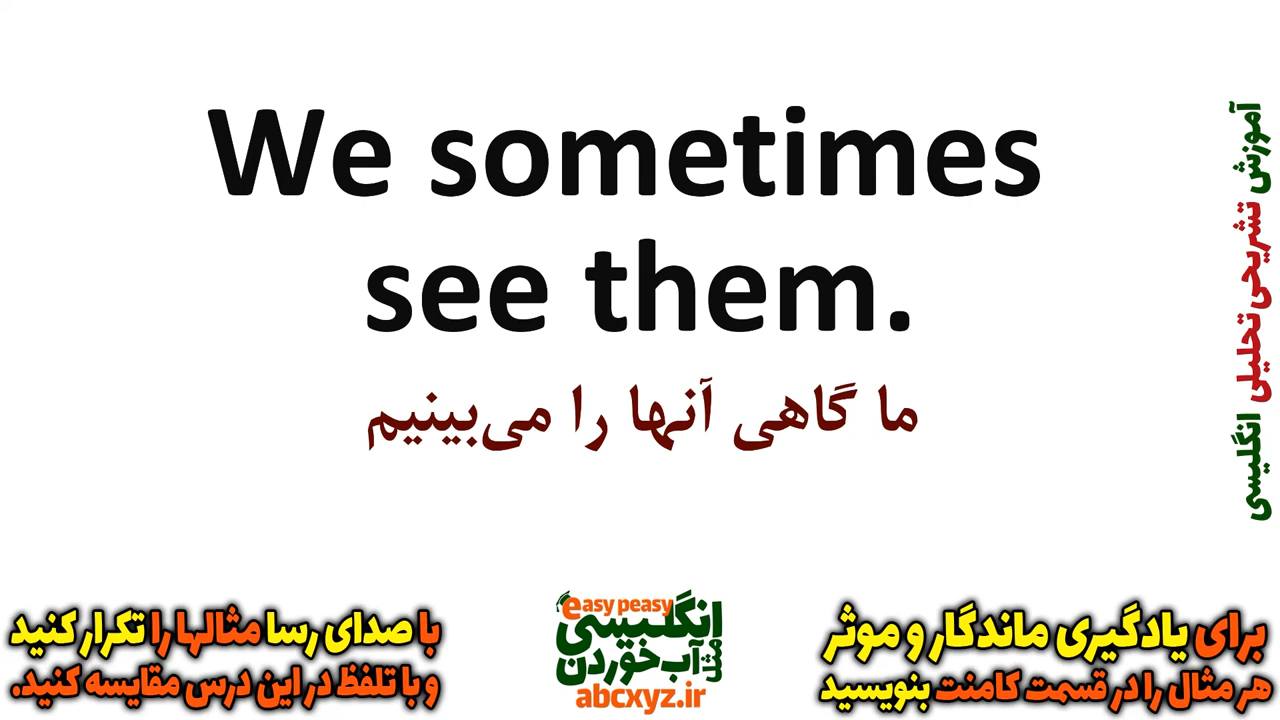 We sometimes
see them.
ما گاهی آنها را می‌بینیم
آموزش تشریحی تحلیلی انگلیسی
برای یادگیری ماندگار و موثر
هر مثال را در قسمت کامنت بنویسید
easy peasy
انگلیسی
مثل آب خوردن
abcxyz.ir
با صدای رسا مثالها را تکرار کنید
و با تلفظ در این درس مقایسه کنید.